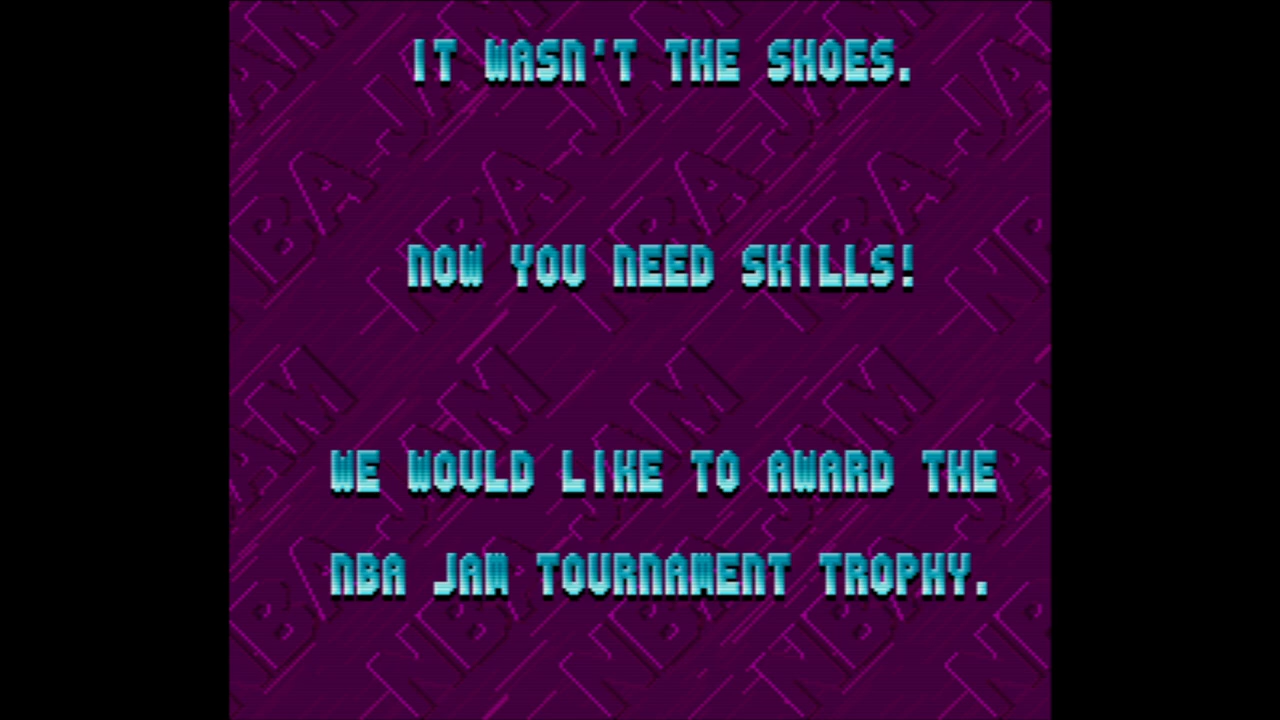 IT WASN'T THE SHOES.
NOW YOU NEED SKILLS!
WE WOULD LIKE TO AWARD THE
NBA JAM TOURNAMENT TROPHY.